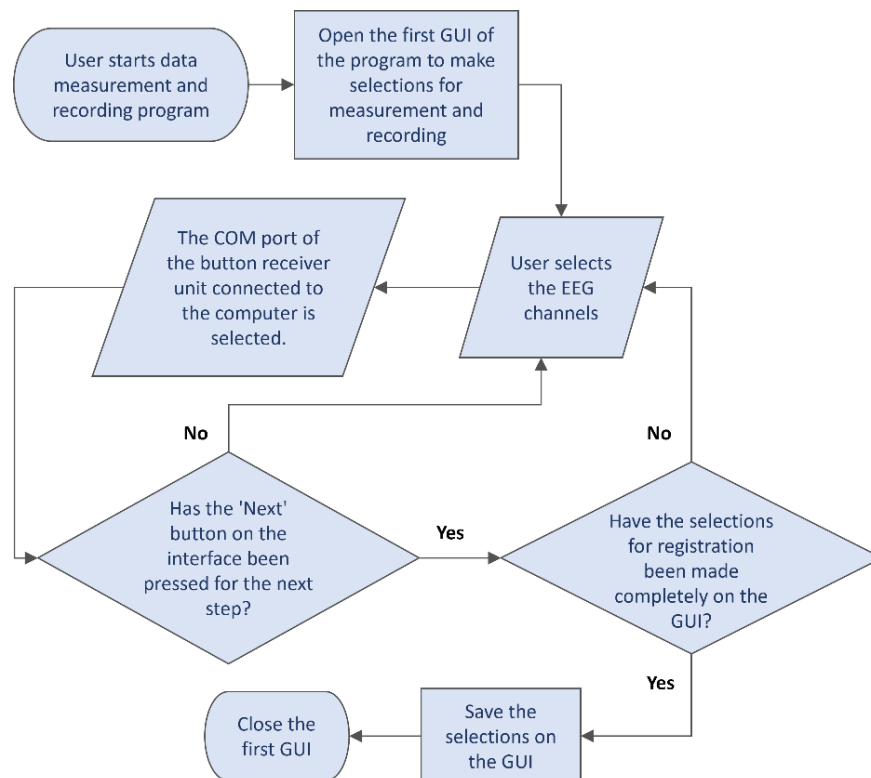 User starts data
measurement and
recording program
Open the first GUI of
the program to make
selections for
measurement and
recording
The COM port of
the button receiver
unit connected to
the computer is
selected.
User selects
the EEG
channels
No
No
Has the 'Next'
button on the
interface been
pressed for the next
step?
Yes
Have the selections
for registration
been made
completely on the
GUI?
Yes
Close the
first GUI
Save the
selections on
the GUI